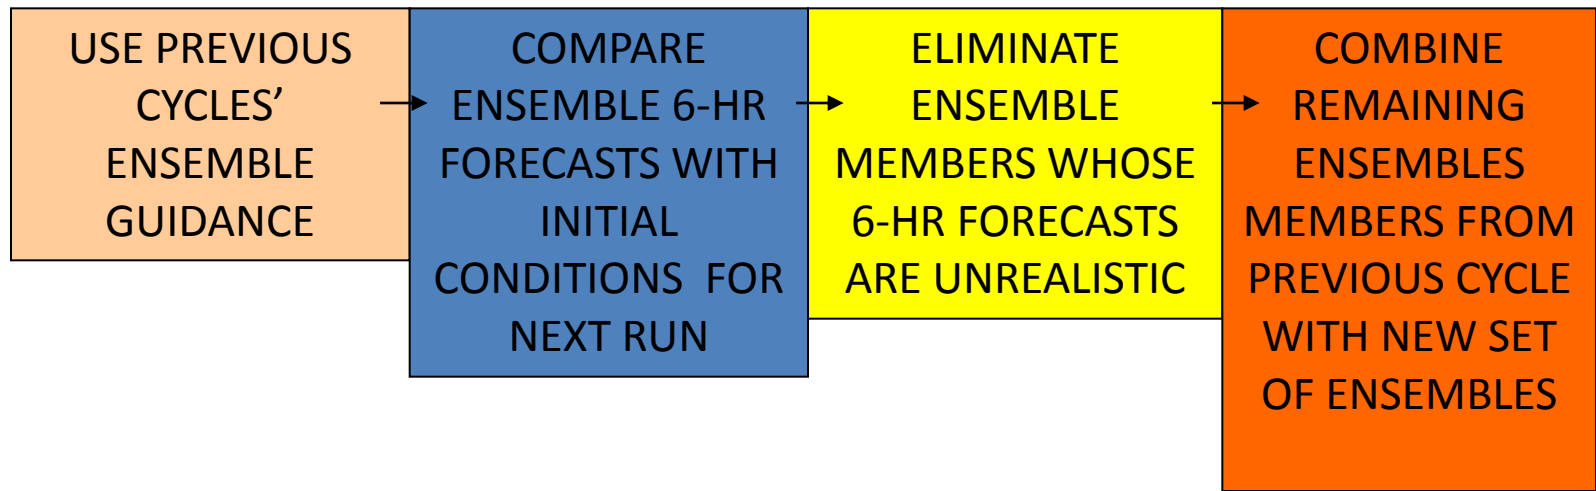 USE PREVIOUS
CYCLES’
ENSEMBLE
GUIDANCE
COMPARE
ENSEMBLE 6-HR
FORECASTS WITH
INITIAL
CONDITIONS  FOR
NEXT RUN
ELIMINATE
ENSEMBLE
MEMBERS WHOSE
6-HR FORECASTS
ARE UNREALISTIC
COMBINE
REMAINING
ENSEMBLES
MEMBERS FROM
PREVIOUS CYCLE
WITH NEW SET
OF ENSEMBLES